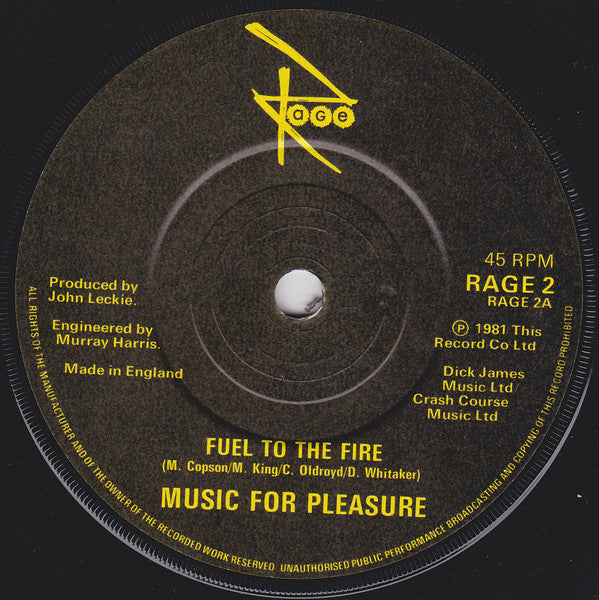 Rage
45 RPM
RAGE 2
RAGE 2A
Produced by
John Leckie.
Engineered by
Murray Harris.
Made in England
Ⓟ 1981 This
Record Co Ltd
Dick James
Music Ltd
Crash Course
Music Ltd
FUEL TO THE FIRE
(M. Copson/M. King/C. Oldroyd/D. Whitaker)
MUSIC FOR PLEASURE
ALL RIGHTS OF THE MANUFACTURER AND OF THE OWNER OF THE RECORDED WORK RESERVED UNAUTHORISED PUBLIC PERFORMANCE BROADCASTING AND COPYING OF THIS RECORD PROHIBITED